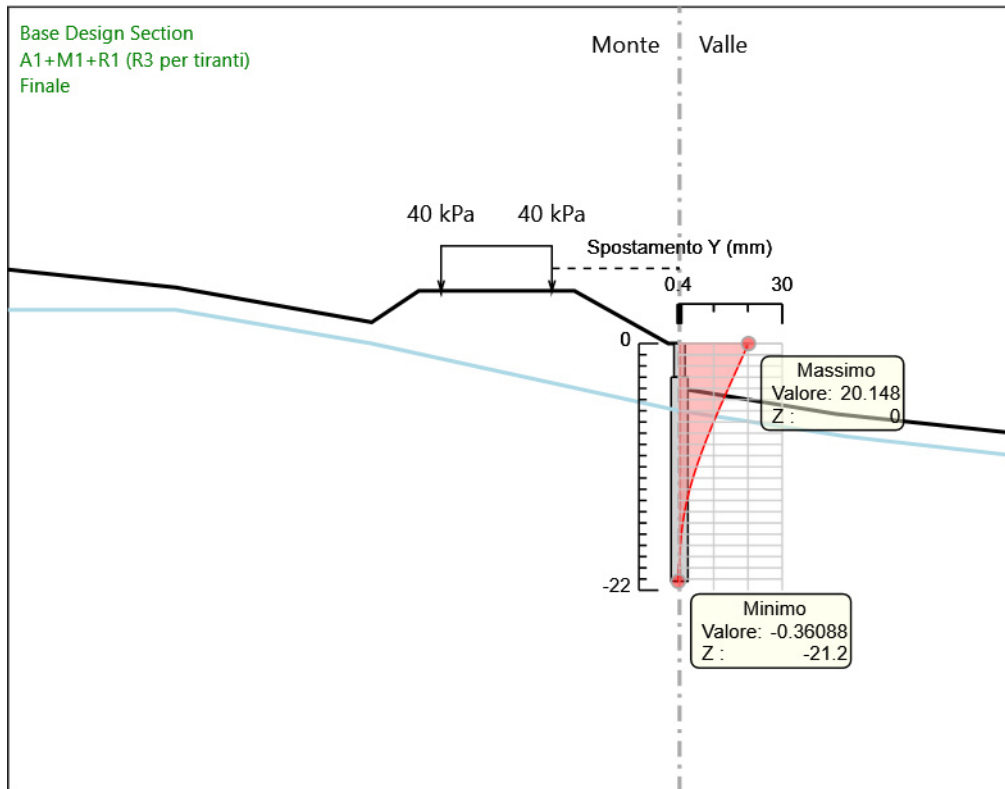 Base Design Section
A1+M1+R1 (R3 per tiranti)
Finale
Monte Valle
40 kPa 40 kPa
Spostamento Y (mm)
0.4 30
0
Massimo
Valore: 20.148
Z : 0
-22
Minimo
Valore: -0.36088
Z : -21.2